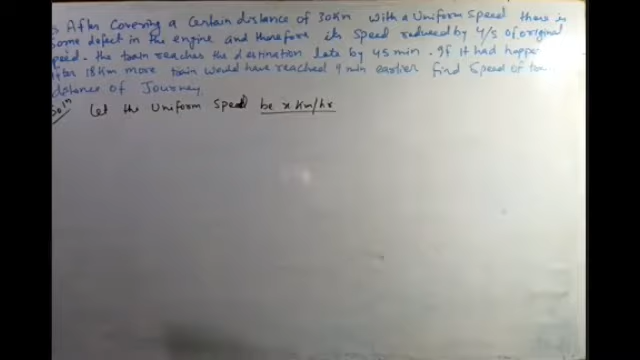 After Covering a Certain distance of 30Km with a Uniform Speed there is
some defect in the engine and therefore its Speed reduced by 4/5 of original
speed. the train reaches the destination late by 45 min. If it had happe
after 18 Km more train would have reached 9 min earlier find Speed of
distance of Journey.
Soln Let the Uniform Speed be x Km/hr